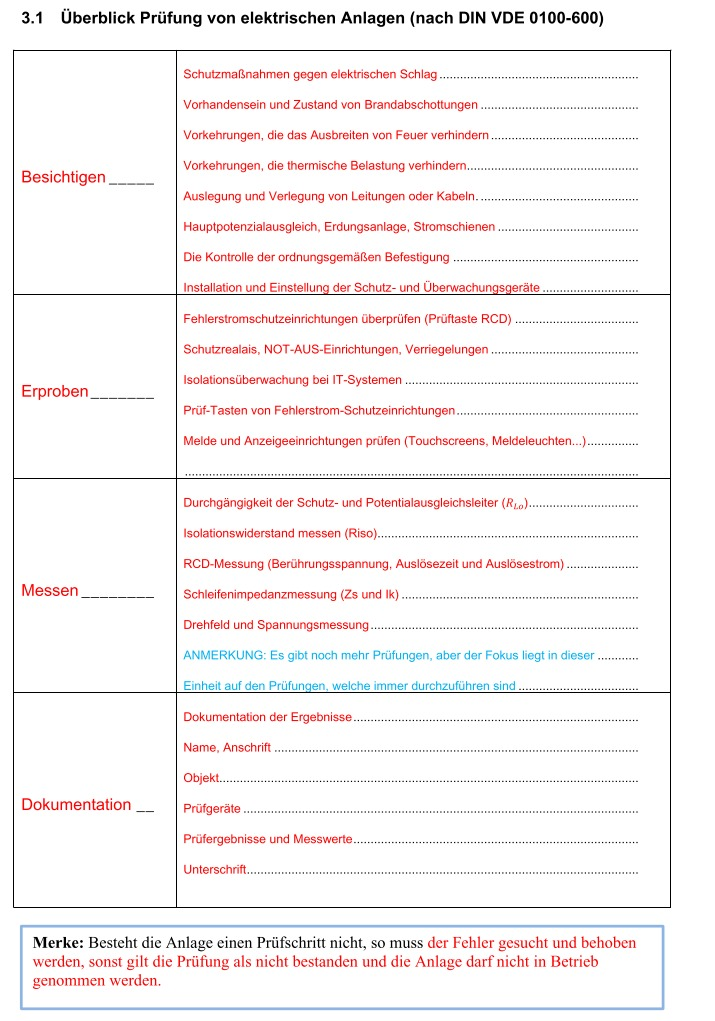 3.1 Überblick Prüfung von elektrischen Anlagen (nach DIN VDE 0100-600)
Besichtigen _____
Schutzmaßnahmen gegen elektrischen Schlag
Vorhandensein und Zustand von Brandabschottungen
Vorkehrungen, die das Ausbreiten von Feuer verhindern
Vorkehrungen, die thermische Belastung verhindern
Auslegung und Verlegung von Leitungen oder Kabeln.
Hauptpotenzialausgleich, Erdungsanlage, Stromschienen
Die Kontrolle der ordnungsgemäßen Befestigung
Installation und Einstellung der Schutz- und Überwachungsgeräte
Erproben _______
Fehlerstromschutzeinrichtungen überprüfen (Prüftaste RCD)
Schutzrealais, NOT-AUS-Einrichtungen, Verriegelungen
Isolationsüberwachung bei IT-Systemen
Prüf-Tasten von Fehlerstrom-Schutzeinrichtungen
Melde und Anzeigeeinrichtungen prüfen (Touchscreens, Meldeleuchten...)
Messen ________
Durchgängigkeit der Schutz- und Potentialausgleichsleiter (R_Lo)
Isolationswiderstand messen (Riso)
RCD-Messung (Berührungsspannung, Auslösezeit und Auslösestrom)
Schleifenimpedanzmessung (Zs und Ik)
Drehfeld und Spannungsmessung
ANMERKUNG: Es gibt noch mehr Prüfungen, aber der Fokus liegt in dieser
Einheit auf den Prüfungen, welche immer durchzuführen sind
Dokumentation __
Dokumentation der Ergebnisse
Name, Anschrift
Objekt
Prüfgeräte
Prüfergebnisse und Messwerte
Unterschrift
Merke: Besteht die Anlage einen Prüfschritt nicht, so muss der Fehler gesucht und behoben
werden, sonst gilt die Prüfung als nicht bestanden und die Anlage darf nicht in Betrieb
genommen werden.